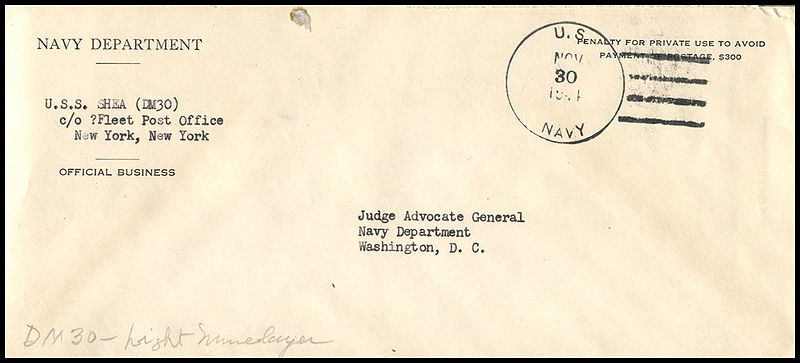 NAVY DEPARTMENT
U.S.S. SHEA (DM30)
c/o ?Fleet Post Office
New York, New York
OFFICIAL BUSINESS
U.S.
NOV
30
NAVY
PENALTY FOR PRIVATE USE TO AVOID
PAYMENT OF POSTAGE, $300
Judge Advocate General
Navy Department
Washington, D. C.
DM30 - Light Minelayer